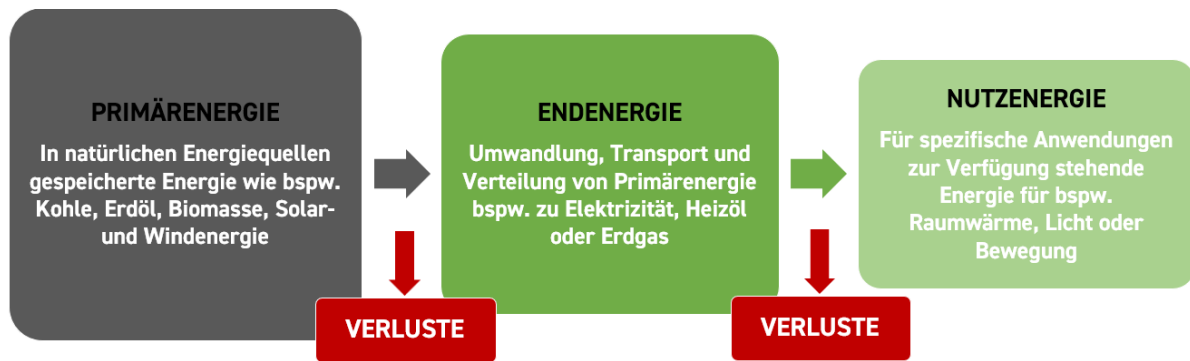 PRIMÄRENERGIE
In natürlichen Energiequellen
gespeicherte Energie wie bspw.
Kohle, Erdöl, Biomasse, Solar-
und Windenergie
VERLUSTE
ENDENERGIE
Umwandlung, Transport und
Verteilung von Primärenergie
bspw. zu Elektrizität, Heizöl
oder Erdgas
VERLUSTE
NUTZENERGIE
Für spezifische Anwendungen
zur Verfügung stehende
Energie für bspw.
Raumwärme, Licht oder
Bewegung